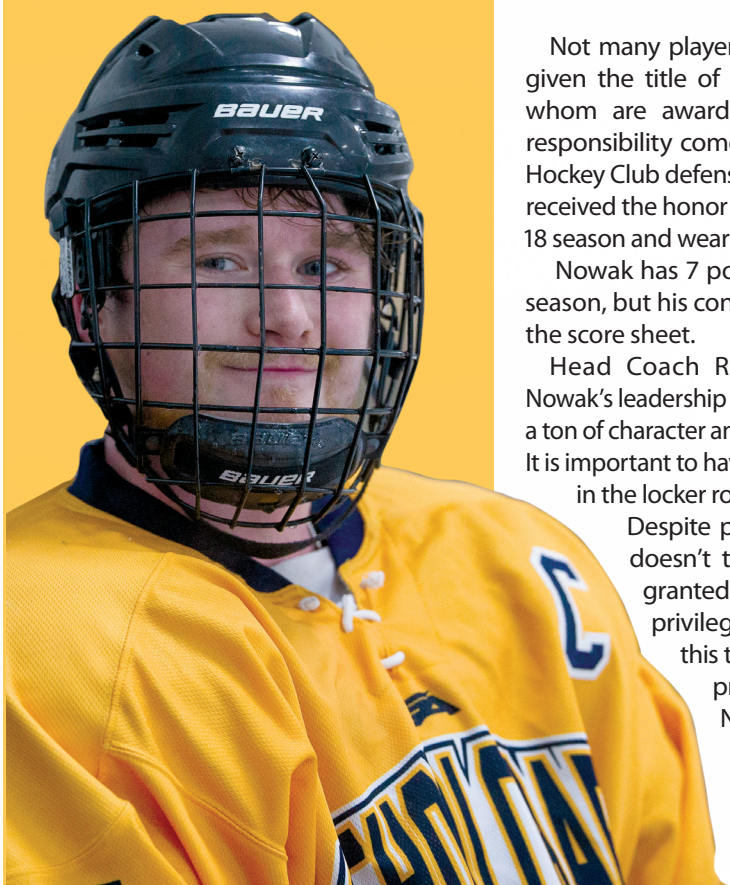 BAUER
BAUER
C
Not many player
given the title of
whom are award
responsibility come
Hockey Club defens
received the honor
18 season and wear
Nowak has 7 po
season, but his con
the score sheet.
Head Coach R
Nowak’s leadership
a ton of character an
It is important to hav
in the locker ro
Despite p
doesn’t t
granted
privileg
this t
pr
N